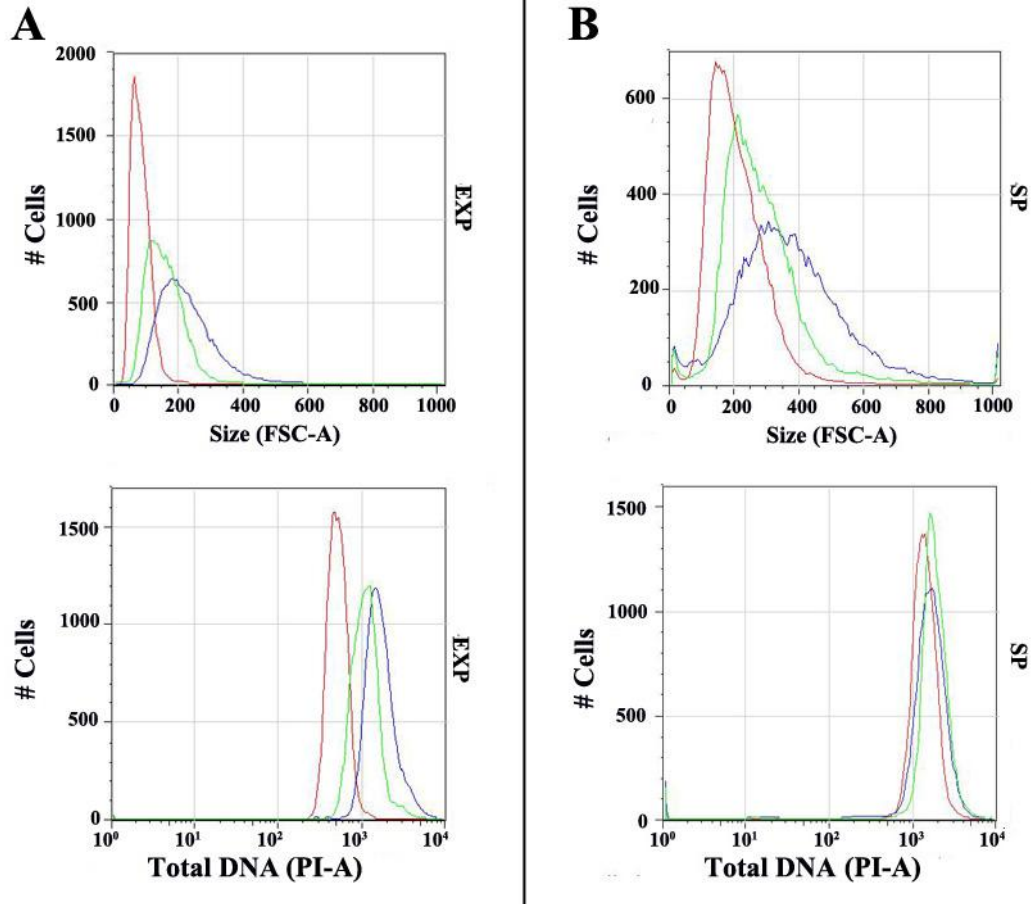 A
2000
1500
1000
500
0
# Cells
EXP
0 200 400 600 800 1000
Size (FSC-A)
1500
1000
500
0
# Cells
EXP
10⁰ 10¹ 10² 10³ 10⁴
Total DNA (PI-A)
B
600
400
200
0
# Cells
SP
0 200 400 600 800 1000
Size (FSC-A)
1500
1000
500
0
# Cells
SP
10⁰ 10¹ 10² 10³ 10⁴
Total DNA (PI-A)